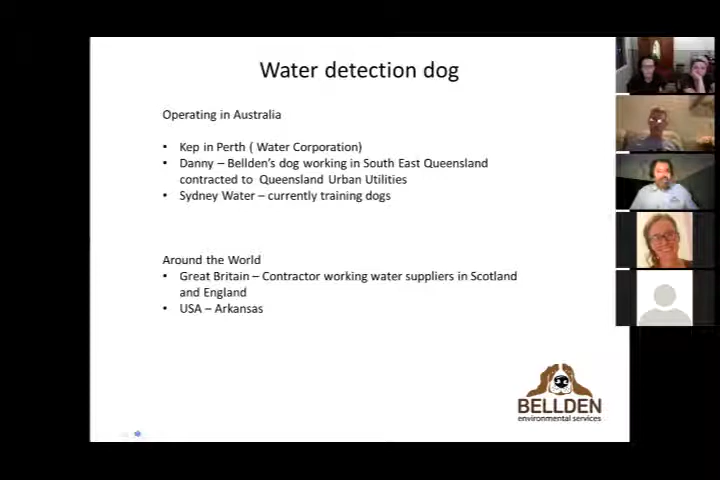 Water detection dog
Operating in Australia
• Kep in Perth ( Water Corporation)
• Danny – Bellden's dog working in South East Queensland
contracted to Queensland Urban Utilities
• Sydney Water – currently training dogs
Around the World
• Great Britain – Contractor working water suppliers in Scotland
and England
• USA – Arkansas
BELLDEN
environmental services